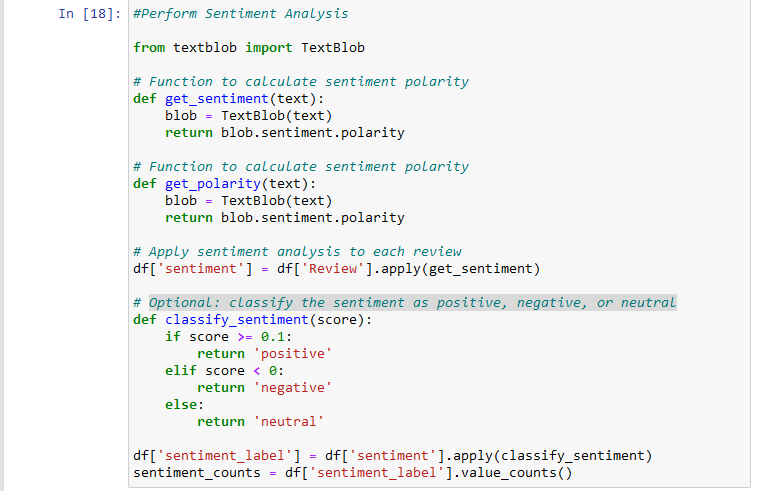 In [18]: #Perform Sentiment Analysis
from textblob import TextBlob
# Function to calculate sentiment polarity
def get_sentiment(text):
    blob = TextBlob(text)
    return blob.sentiment.polarity
# Function to calculate sentiment polarity
def get_polarity(text):
    blob = TextBlob(text)
    return blob.sentiment.polarity
# Apply sentiment analysis to each review
df['sentiment'] = df['Review'].apply(get_sentiment)
# Optional: classify the sentiment as positive, negative, or neutral
def classify_sentiment(score):
    if score >= 0.1:
        return 'positive'
    elif score < 0:
        return 'negative'
    else:
        return 'neutral'
df['sentiment_label'] = df['sentiment'].apply(classify_sentiment)
sentiment_counts = df['sentiment_label'].value_counts()